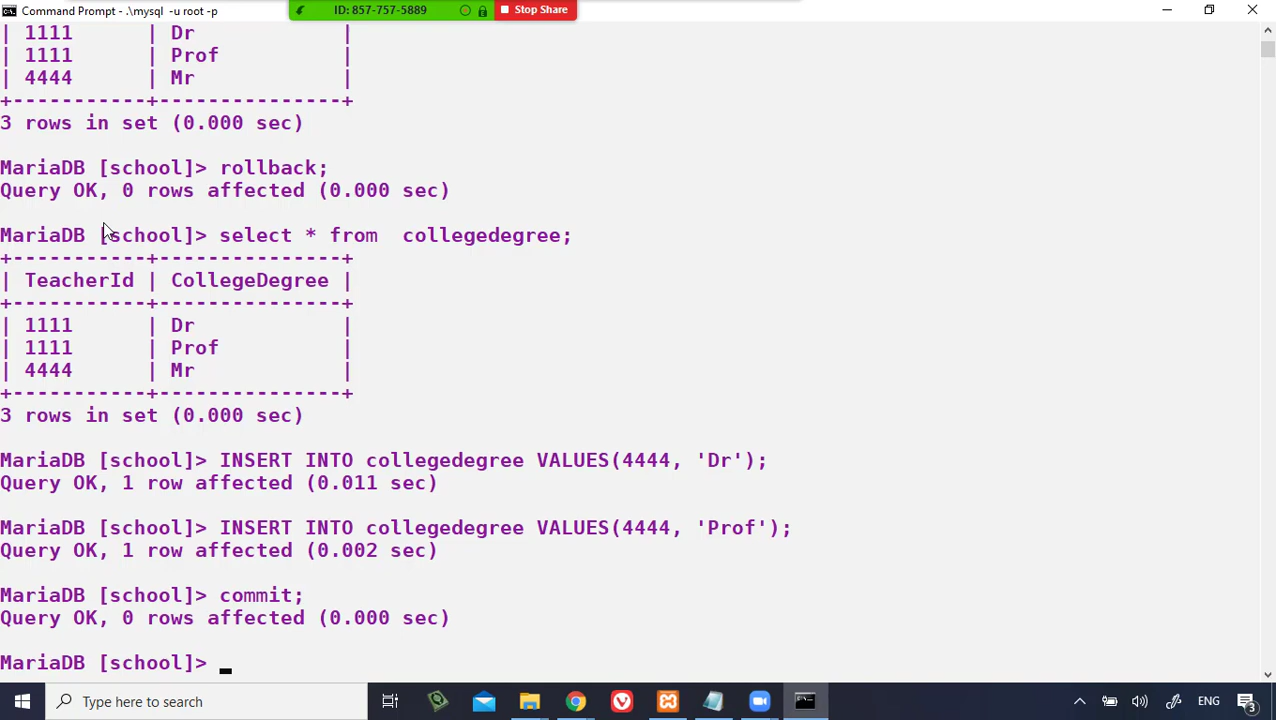 Command Prompt - .\mysql -u root -p
ID: 857-757-5889
Stop Share
| 1111      | Dr            |
| 1111      | Prof          |
| 4444      | Mr            |
+-----------+---------------+
3 rows in set (0.000 sec)
MariaDB [school]> rollback;
Query OK, 0 rows affected (0.000 sec)
MariaDB [school]> select * from  collegedegree;
+-----------+---------------+
| TeacherId | CollegeDegree |
+-----------+---------------+
| 1111      | Dr            |
| 1111      | Prof          |
| 4444      | Mr            |
+-----------+---------------+
3 rows in set (0.000 sec)
MariaDB [school]> INSERT INTO collegedegree VALUES(4444, 'Dr');
Query OK, 1 row affected (0.011 sec)
MariaDB [school]> INSERT INTO collegedegree VALUES(4444, 'Prof');
Query OK, 1 row affected (0.002 sec)
MariaDB [school]> commit;
Query OK, 0 rows affected (0.000 sec)
MariaDB [school]> _
Type here to search
ENG
3